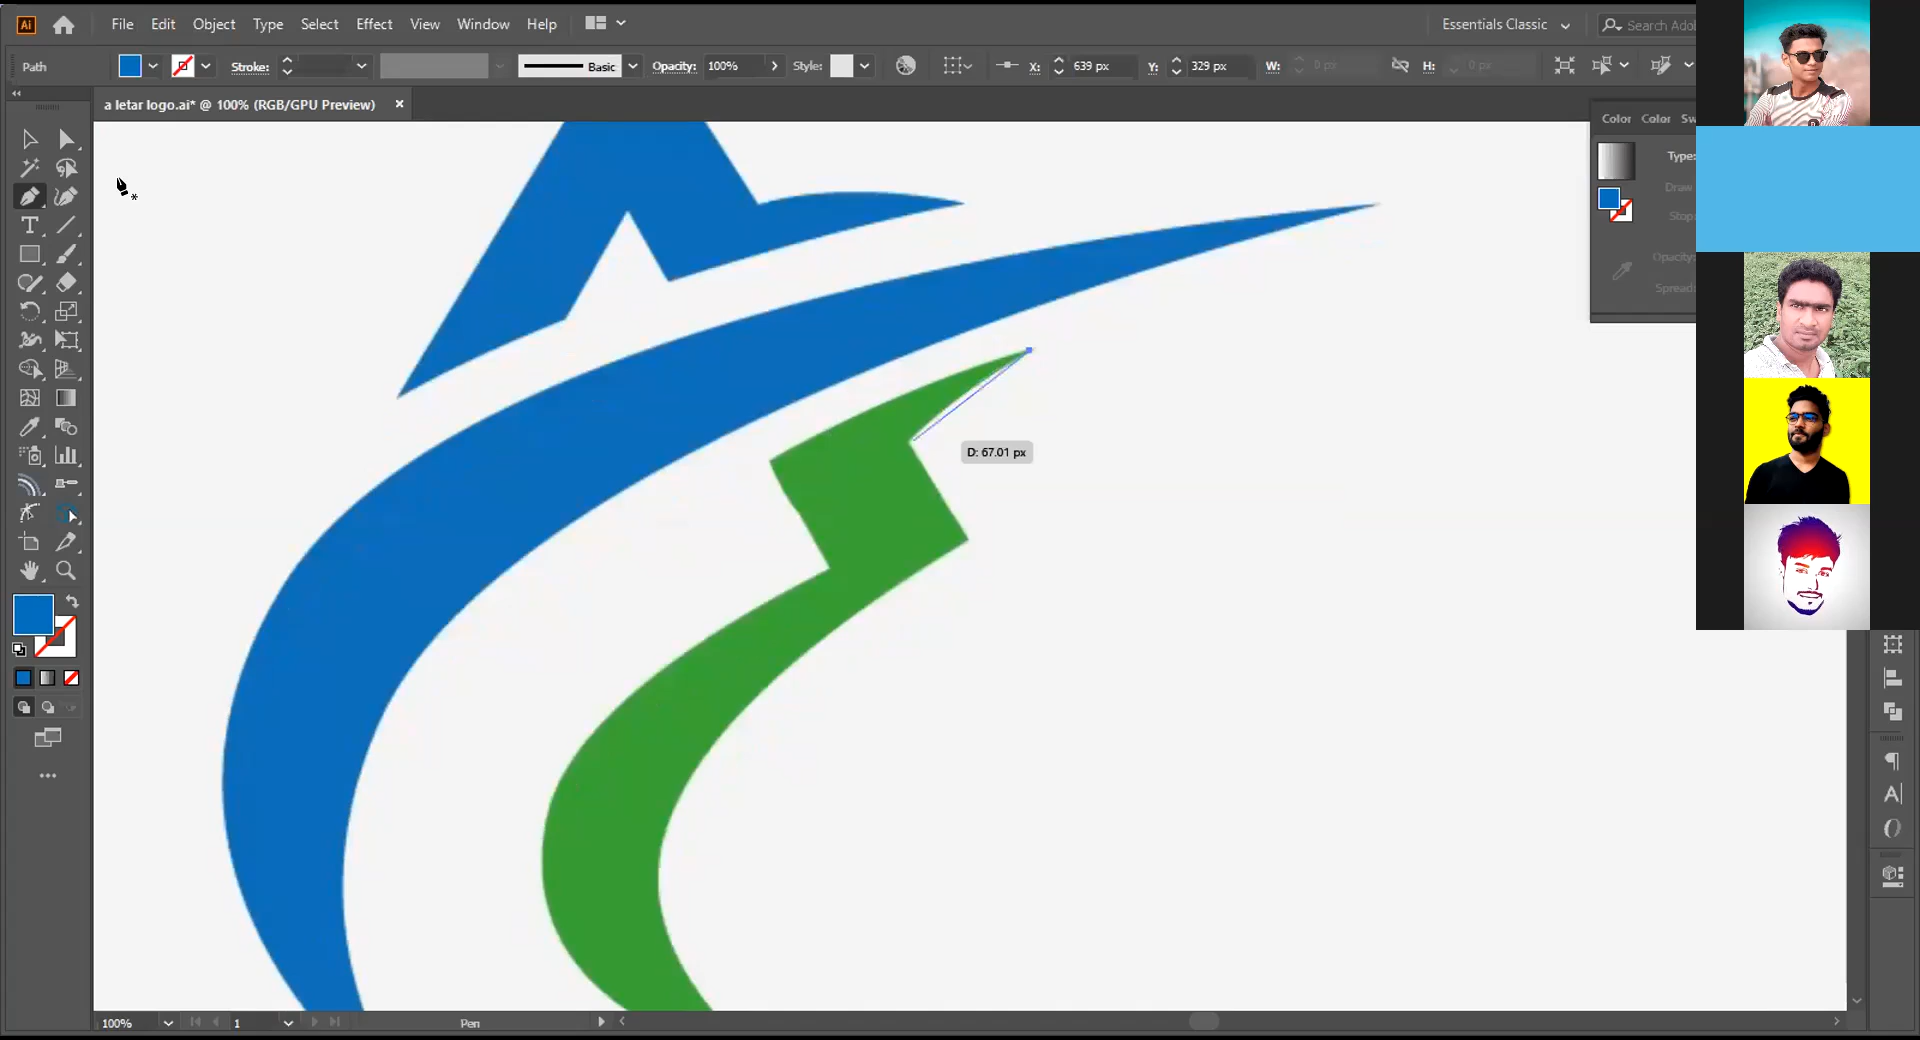 Ai File Edit Object Type Select Effect View Window Help Essentials Classic Search Adob
Path Stroke: Basic Opacity: 100% Style: X: 639 px Y: 329 px W: 0 px H: 0 px
a letar logo.ai* @ 100% (RGB/GPU Preview) ×
Color Color Sw
Type:
Draw
Stop:
Opacity:
Spread:
D: 67.01 px
100% 1 Pen